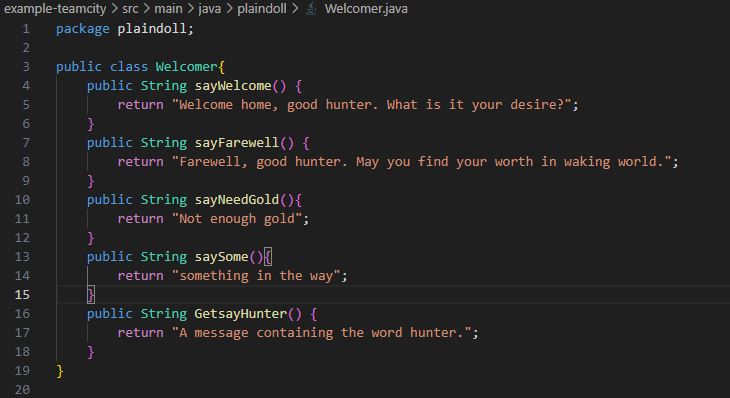 example-teamcity > src > main > java > plaindoll > Welcomer.java
1 package plaindoll;
2
3 public class Welcomer{
4     public String sayWelcome() {
5         return "Welcome home, good hunter. What is it your desire?";
6     }
7     public String sayFarewell() {
8         return "Farewell, good hunter. May you find your worth in waking world.";
9     }
10     public String sayNeedGold(){
11         return "Not enough gold";
12     }
13     public String saySome(){
14         return "something in the way";
15     }
16     public String GetsayHunter() {
17         return "A message containing the word hunter.";
18     }
19 }
20